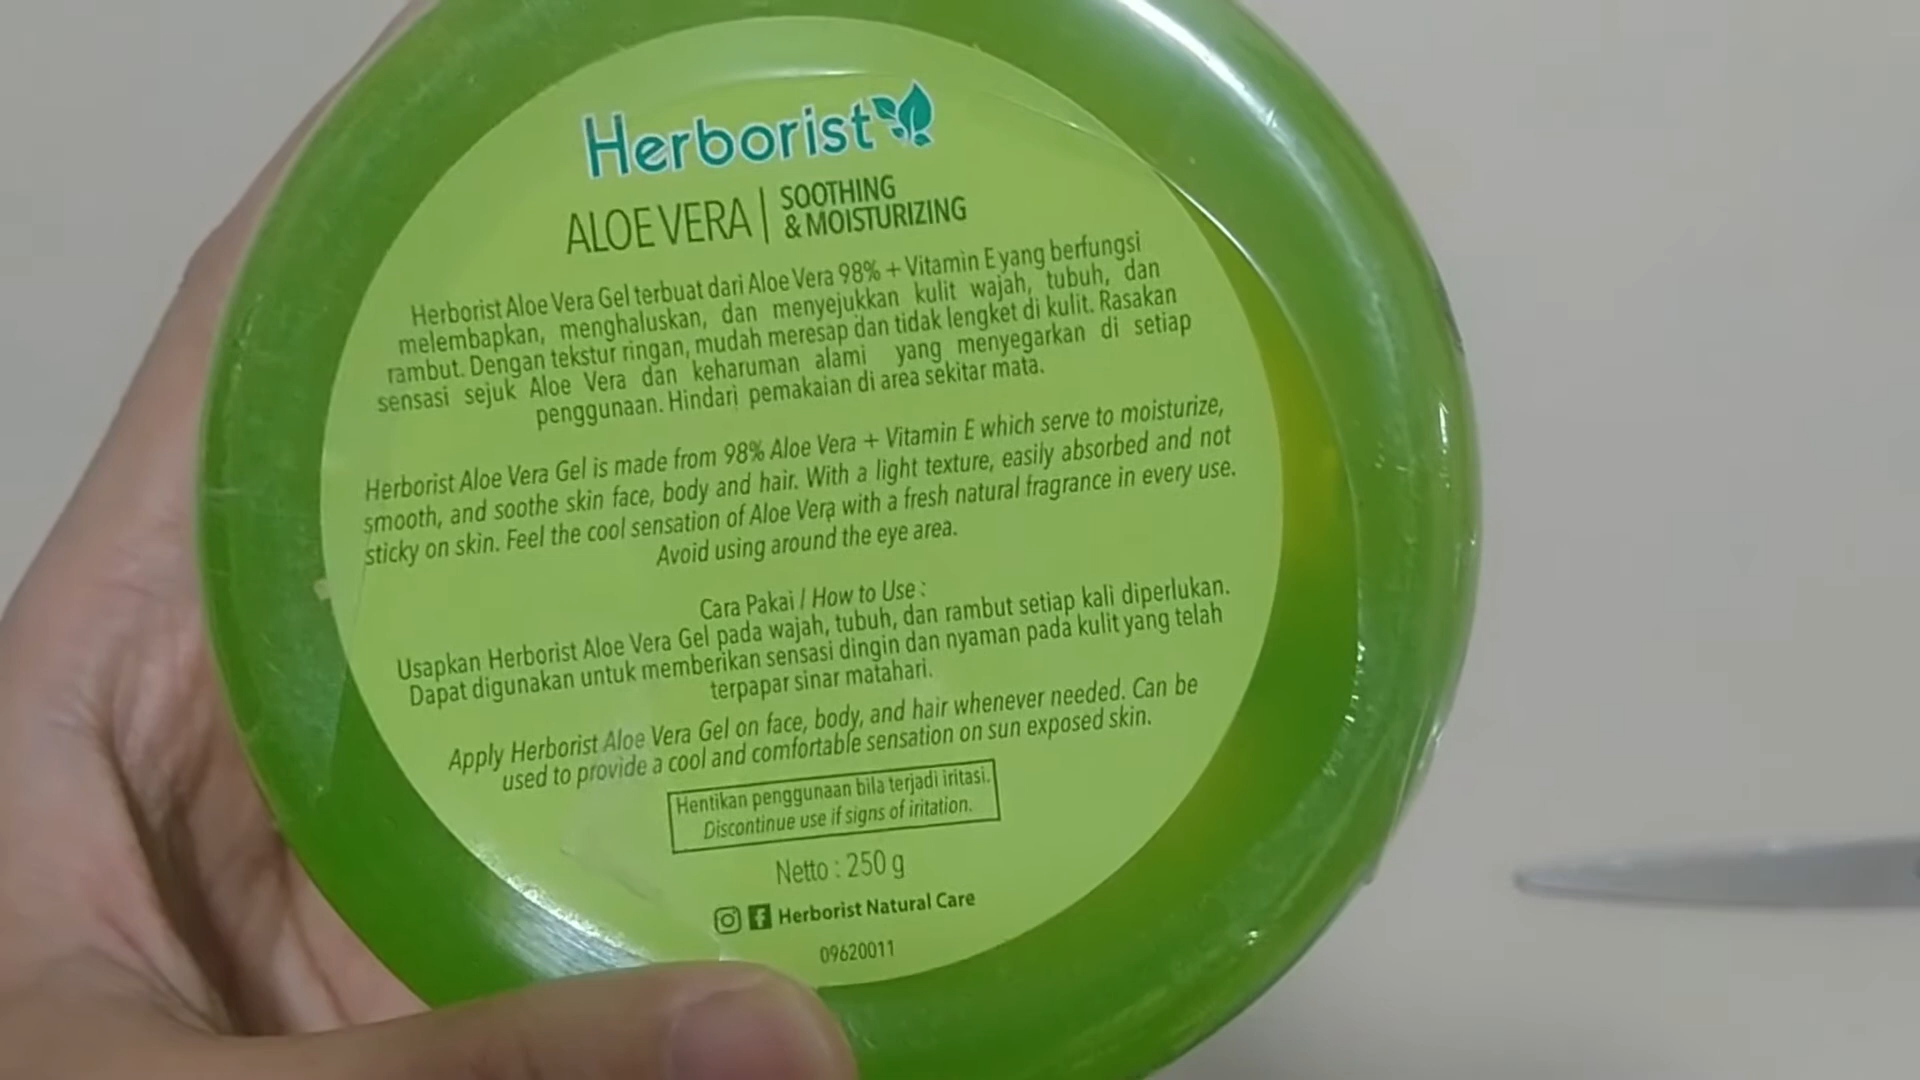 Herborist
ALOE VERA | SOOTHING & MOISTURIZING
Herborist Aloe Vera Gel terbuat dari Aloe Vera 98% + Vitamin E yang berfungsi
melembapkan, menghaluskan, dan menyejukkan kulit wajah, tubuh, dan
rambut. Dengan tekstur ringan, mudah meresap dan tidak lengket di kulit. Rasakan
sensasi sejuk Aloe Vera dan keharuman alami yang menyegarkan di setiap
penggunaan. Hindari pemakaian di area sekitar mata.
Herborist Aloe Vera Gel is made from 98% Aloe Vera + Vitamin E which serve to moisturize,
smooth, and soothe skin face, body and hair. With a light texture, easily absorbed and not
sticky on skin. Feel the cool sensation of Aloe Vera with a fresh natural fragrance in every use.
Avoid using around the eye area.
Cara Pakai / How to Use :
Usapkan Herborist Aloe Vera Gel pada wajah, tubuh, dan rambut setiap kali diperlukan.
Dapat digunakan untuk memberikan sensasi dingin dan nyaman pada kulit yang telah
terpapar sinar matahari.
Apply Herborist Aloe Vera Gel on face, body, and hair whenever needed. Can be
used to provide a cool and comfortable sensation on sun exposed skin.
Hentikan penggunaan bila terjadi iritasi.
Discontinue use if signs of iritation.
Netto : 250 g
Herborist Natural Care
09620011